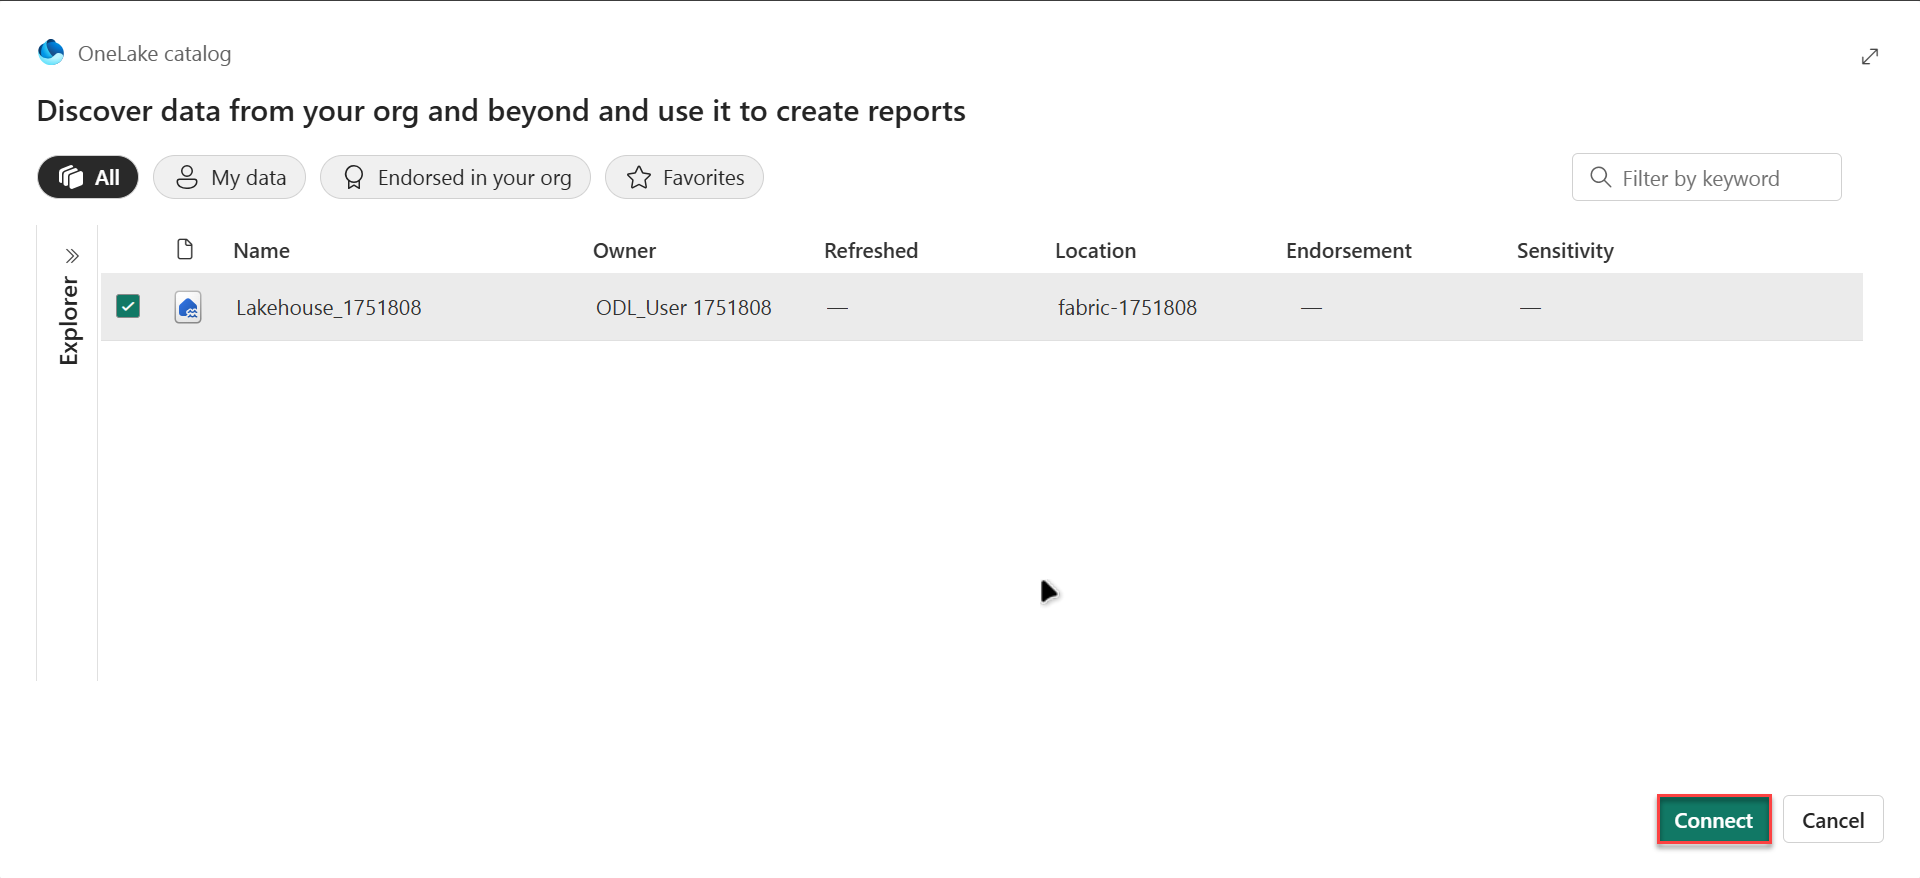 OneLake catalog
Discover data from your org and beyond and use it to create reports
All My data Endorsed in your org Favorites Filter by keyword
Explorer
Name Owner Refreshed Location Endorsement Sensitivity
Lakehouse_1751808 ODL_User 1751808 — fabric-1751808 — —
Connect Cancel